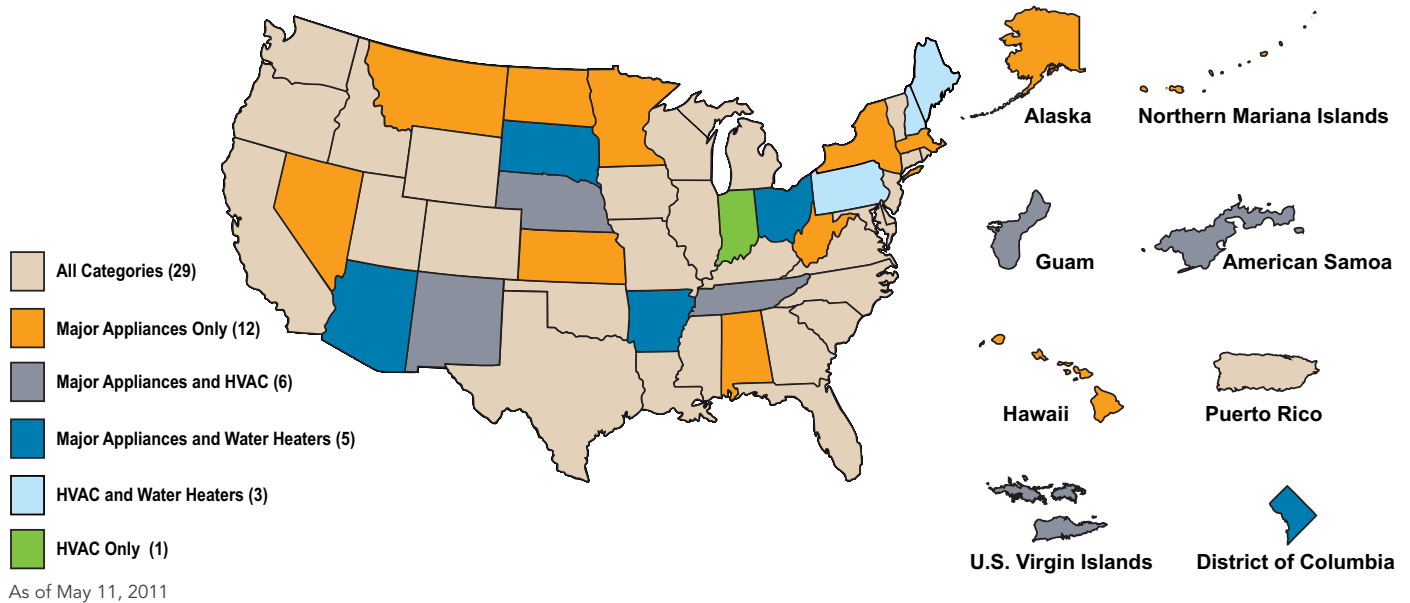 Alaska
Northern Mariana Islands
Guam
American Samoa
All Categories (29)
Major Appliances Only (12)
Major Appliances and HVAC (6)
Major Appliances and Water Heaters (5)
HVAC and Water Heaters (3)
HVAC Only (1)
As of May 11, 2011
Hawaii
Puerto Rico
U.S. Virgin Islands
District of Columbia